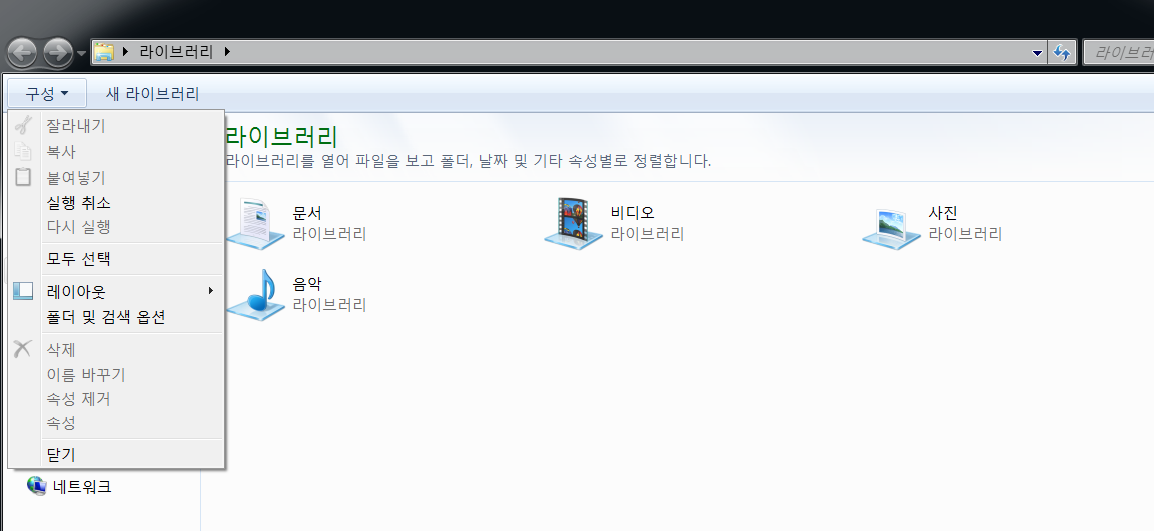 라이브러리
라이브러리
구성
새 라이브러리
잘라내기
복사
붙여넣기
실행 취소
다시 실행
모두 선택
레이아웃
폴더 및 검색 옵션
삭제
이름 바꾸기
속성 제거
속성
닫기
네트워크
라이브러리
라이브러리를 열어 파일을 보고 폴더, 날짜 및 기타 속성별로 정렬합니다.
문서
라이브러리
비디오
라이브러리
사진
라이브러리
음악
라이브러리